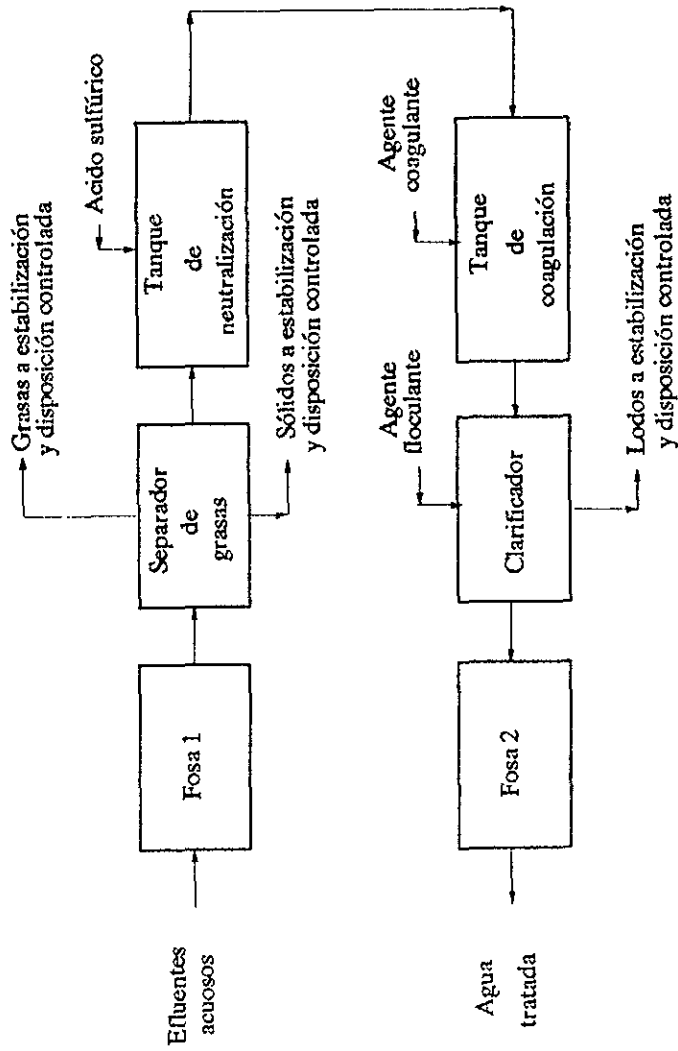 Efluentes
acuosos
Fosa 1
Separador
de
grasas
Grasas a estabilización
y disposición controlada
Sólidos a estabilización
y disposición controlada
Acido sulfúrico
Tanque
de
neutralización
Agente
coagulante
Tanque
de
coagulación
Agente
floculante
Clarificador
Lodos a estabilización
y disposición controlada
Fosa 2
Agua
tratada